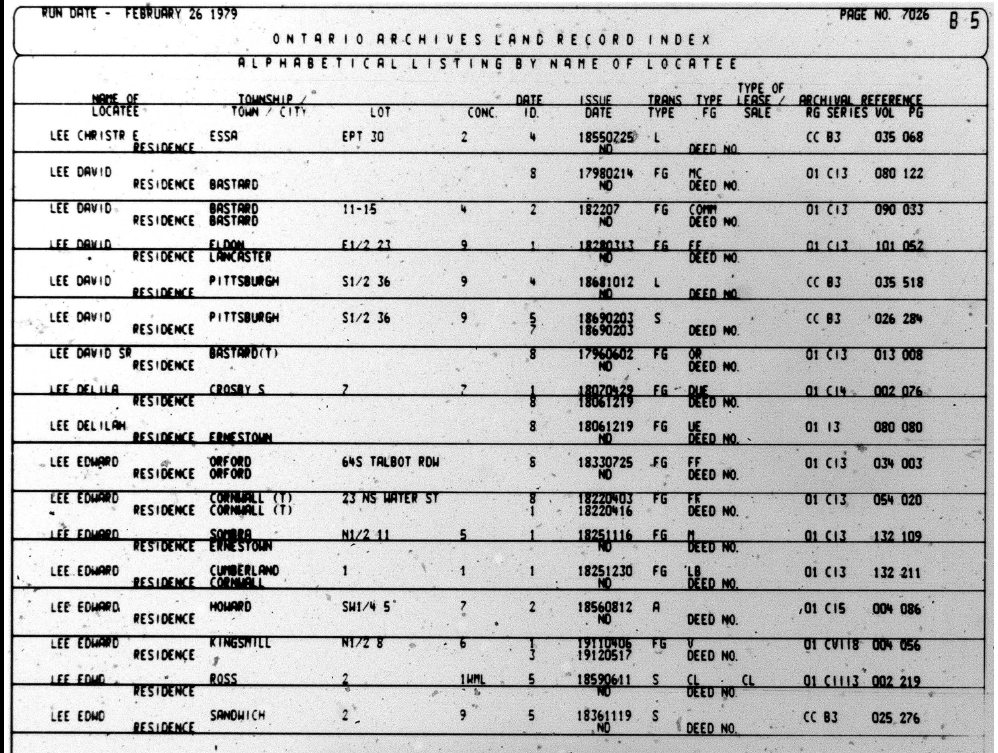 RUN DATE - FEBRUARY 26 1979 PAGE NO. 7026 B 5
ONTARIO ARCHIVES LAND RECORD INDEX
ALPHABETICAL LISTING BY NAME OF LOCATEE
TYPE OF
NAME OF TOWNSHIP / DATE ISSUE TRANS TYPE LEASE / ARCHIVAL REFERENCE
LOCATEE TOWN / CITY LOT CONC. ID. DATE TYPE FG SALE RG SERIES VOL PG
LEE CHRISTR E ESSA EPT 30 2 4 18550725 L CC B3 035 068
RESIDENCE ND DEED NO.
LEE DAVID 8 17980214 FG MC 01 C13 080 122
RESIDENCE BASTARD ND DEED NO.
LEE DAVID BASTARD 11-15 4 2 182207 FG COMM 01 C13 090 033
RESIDENCE BASTARD ND DEED NO.
LEE DAVID ELDON E1/2 23 9 1 18280313 FG FF 01 C13 101 052
RESIDENCE LANCASTER ND DEED NO.
LEE DAVID PITTSBURGH S1/2 36 9 4 18681012 L CC B3 035 518
RESIDENCE ND DEED NO.
LEE DAVID PITTSBURGH S1/2 36 9 5 18690203 S CC B3 026 284
RESIDENCE 7 18690203 DEED NO.
LEE DAVID SR BASTARD(T) 8 17960602 FG OR 01 C13 013 008
RESIDENCE ND DEED NO.
LEE DELILA CROSBY S 7 7 1 18070429 FG DUE 01 C14 002 076
RESIDENCE 8 18061219 DEED NO.
LEE DELILAH 8 18061219 FG UE 01 13 080 080
RESIDENCE ERNESTOWN ND DEED NO.
LEE EDWARD ORFORD 64S TALBOT RDW 8 18330725 FG FF 01 C13 034 003
RESIDENCE ORFORD ND DEED NO.
LEE EDWARD CORNWALL (T) 23 NS WATER ST 8 18220403 FG FF 01 C13 054 020
RESIDENCE CORNWALL (T) 1 18220416 DEED NO.
LEE EDWARD SOMBRA N1/2 11 5 1 18251116 FG M 01 C13 132 109
RESIDENCE ERNESTOWN ND DEED NO.
LEE EDWARD CUMBERLAND 1 1 1 18251230 FG LB 01 C13 132 211
RESIDENCE CORNWALL ND DEED NO.
LEE EDWARD HOWARD SW1/4 5 7 2 18560812 A 01 C15 004 086
RESIDENCE ND DEED NO.
LEE EDWARD KINGSMILL N1/2 8 6 1 19110406 FG V 01 CV118 004 056
RESIDENCE 3 19120517 DEED NO.
LEE EDWD ROSS 2 1WML 5 18590611 S CL CL 01 C1113 002 219
RESIDENCE ND DEED NO.
LEE EDWD SANDWICH 2 9 5 18361119 S CC B3 025 276
RESIDENCE ND DEED NO.